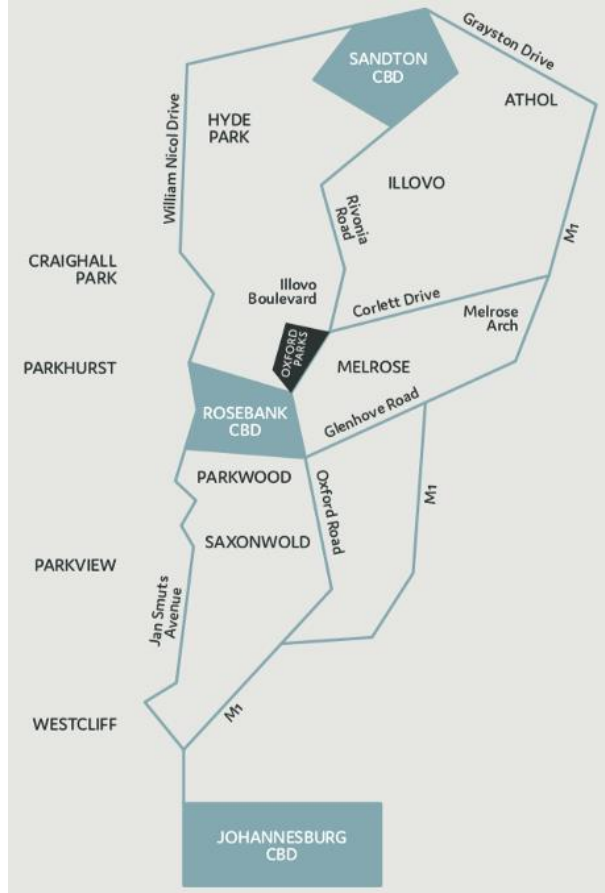 Grayston Drive
SANDTON
CBD
ATHOL
William Nicol Drive
HYDE
PARK
ILLOVO
Rivonia
Road
M1
CRAIGHALL
PARK
Illovo
Boulevard
Corlett Drive
Melrose
Arch
OXFORD
PARKS
PARKHURST
MELROSE
ROSEBANK
CBD
Glenhove Road
PARKWOOD
Oxford Road
M1
SAXONWOLD
PARKVIEW
Jan Smuts
Avenue
M1
WESTCLIFF
JOHANNESBURG
CBD